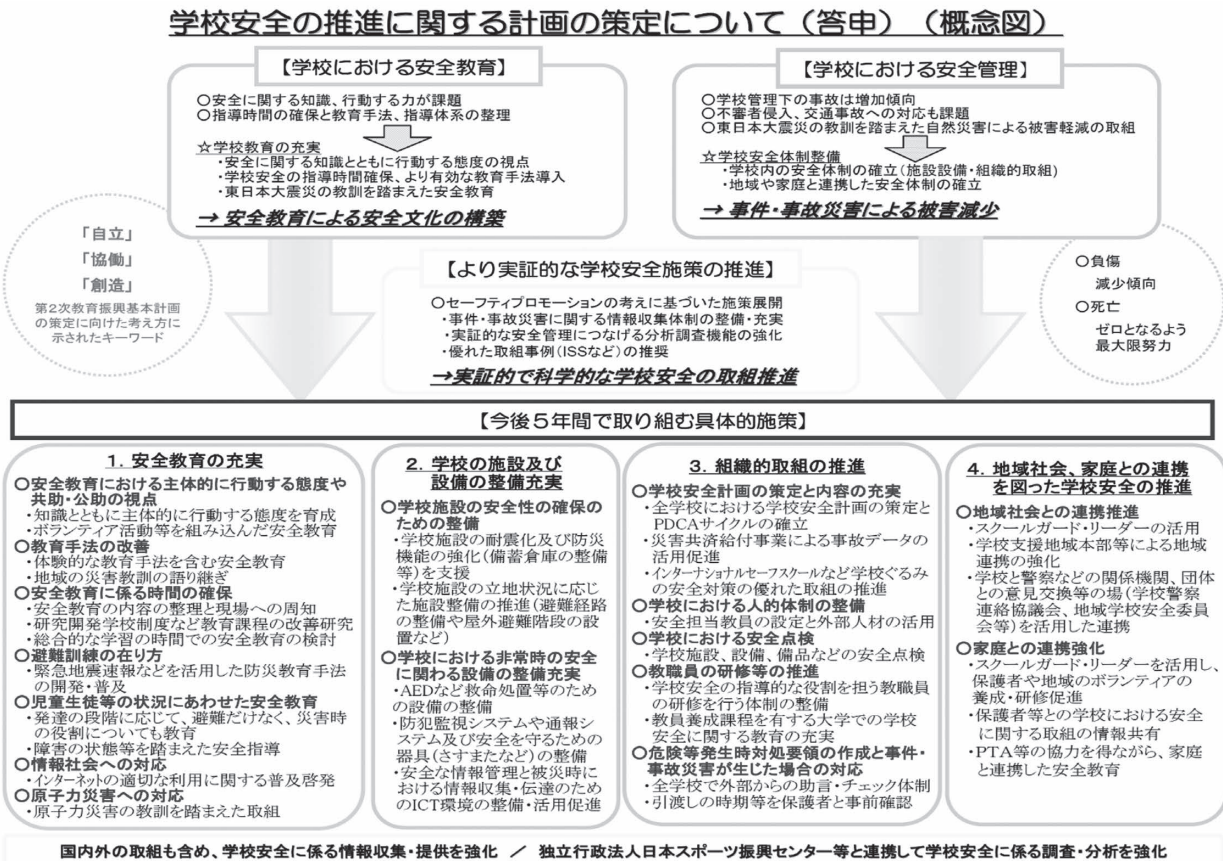 学校安全の推進に関する計画の策定について（答申）（概念図）
【学校における安全教育】
○安全に関する知識、行動する力が課題
○指導時間の確保と教育手法、指導体系の整理
☆学校教育の充実
・安全に関する知識とともに行動する態度の視点
・学校安全の指導時間確保、より有効な教育手法導入
・東日本大震災の教訓を踏まえた安全教育
→ 安全教育による安全文化の構築
【学校における安全管理】
○学校管理下の事故は増加傾向
○不審者侵入、交通事故への対応も課題
○東日本大震災の教訓を踏まえた自然災害による被害軽減の取組
☆学校安全体制整備
・学校内の安全体制の確立(施設設備・組織的取組)
・地域や家庭と連携した安全体制の確立
→ 事件・事故災害による被害減少
「自立」
「協働」
「創造」
第2次教育振興基本計画
の策定に向けた考え方に
示されたキーワード
【より実証的な学校安全施策の推進】
○セーフティプロモーションの考えに基づいた施策展開
・事件・事故災害に関する情報収集体制の整備・充実
・実証的な安全管理につなげる分析調査機能の強化
・優れた取組事例(ISSなど)の推奨
→実証的で科学的な学校安全の取組推進
○負傷
減少傾向
○死亡
ゼロとなるよう
最大限努力
【今後５年間で取り組む具体的施策】
1．安全教育の充実
○安全教育における主体的に行動する態度や
共助・公助の視点
・知識とともに主体的に行動する態度を育成
・ボランティア活動等を組み込んだ安全教育
○教育手法の改善
・体験的な教育手法を含む安全教育
・地域の災害教訓の語り継ぎ
○安全教育に係る時間の確保
・安全教育の内容の整理と現場への周知
・研究開発学校制度など教育課程の改善研究
・総合的な学習の時間での安全教育の検討
○避難訓練の在り方
・緊急地震速報などを活用した防災教育手法
の開発・普及
○児童生徒等の状況にあわせた安全教育
・発達の段階に応じて、避難だけなく、災害時
の役割についても教育
・障害の状態等を踏まえた安全指導
○情報社会への対応
・インターネットの適切な利用に関する普及啓発
○原子力災害への対応
・原子力災害の教訓を踏まえた取組
2．学校の施設及び
設備の整備充実
○学校施設の安全性の確保の
ための整備
・学校施設の耐震化及び防災
機能の強化(備蓄倉庫の整備
等)を支援
・学校施設の立地状況に応じ
た施設整備の推進(避難経路
の整備や屋外避難階段の設
置など)
○学校における非常時の安全
に関わる設備の整備充実
・AEDなど救命処置等のため
の設備の整備
・防犯監視システムや通報シ
ステム及び安全を守るための
器具(さすまたなど)の整備
・安全な情報管理と被災時に
おける情報収集・伝達のため
のICT環境の整備・活用促進
3．組織的取組の推進
○学校安全計画の策定と内容の充実
・全学校における学校安全計画の策定と
PDCAサイクルの確立
・災害共済給付事業による事故データの
活用促進
・インターナショナルセーフスクールなど学校ぐるみ
の安全対策の優れた取組の推進
○学校における人的体制の整備
・安全担当教員の設定と外部人材の活用
○学校における安全点検
・学校施設、設備、備品などの安全点検
○教職員の研修等の推進
・学校安全の指導的な役割を担う教職員
の研修を行う体制の整備
・教員養成課程を有する大学での学校
安全に関する教育の充実
○危険等発生時対処要領の作成と事件・
事故災害が生じた場合の対応
・全学校で外部からの助言・チェック体制
・引渡しの時期等を保護者と事前確認
4．地域社会、家庭との連携
を図った学校安全の推進
○地域社会との連携推進
・スクールガード・リーダーの活用
・学校支援地域本部等による地域
連携の強化
・学校と警察などの関係機関、団体
との意見交換等の場(学校警察
連絡協議会、地域学校安全委員
会等)を活用した連携
○家庭との連携強化
・スクールガード・リーダーを活用し、
保護者や地域のボランティアの
養成・研修促進
・保護者等との学校における安全
に関する取組の情報共有
・PTA等の協力を得ながら、家庭
と連携した安全教育
国内外の取組も含め、学校安全に係る情報収集・提供を強化 ／ 独立行政法人日本スポーツ振興センター等と連携して学校安全に係る調査・分析を強化